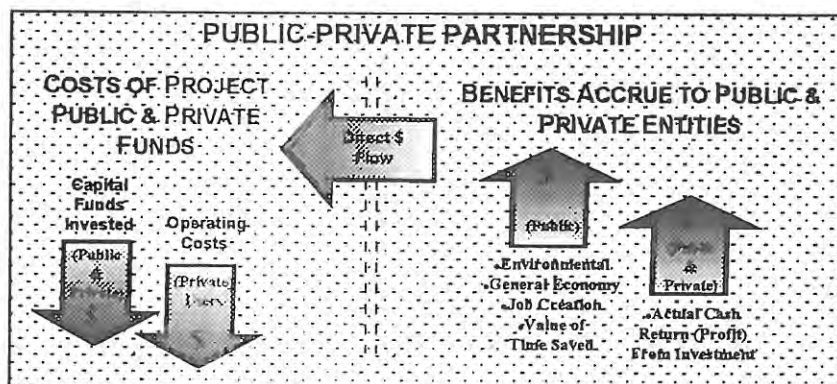 PUBLIC-PRIVATE PARTNERSHIP
COSTS OF PROJECT
PUBLIC & PRIVATE
FUNDS
Direct $
Flow
BENEFITS ACCRUE TO PUBLIC &
PRIVATE ENTITIES
Capital
Funds
Invested
(Public
&
Private)
$
Operating
Costs
(Private
Users
$
(Public)
•Environmental
•General Economy
•Job Creation
•Value of
Time Saved
&
Private)
•Actual Cash
Return (Profit)
From Investment